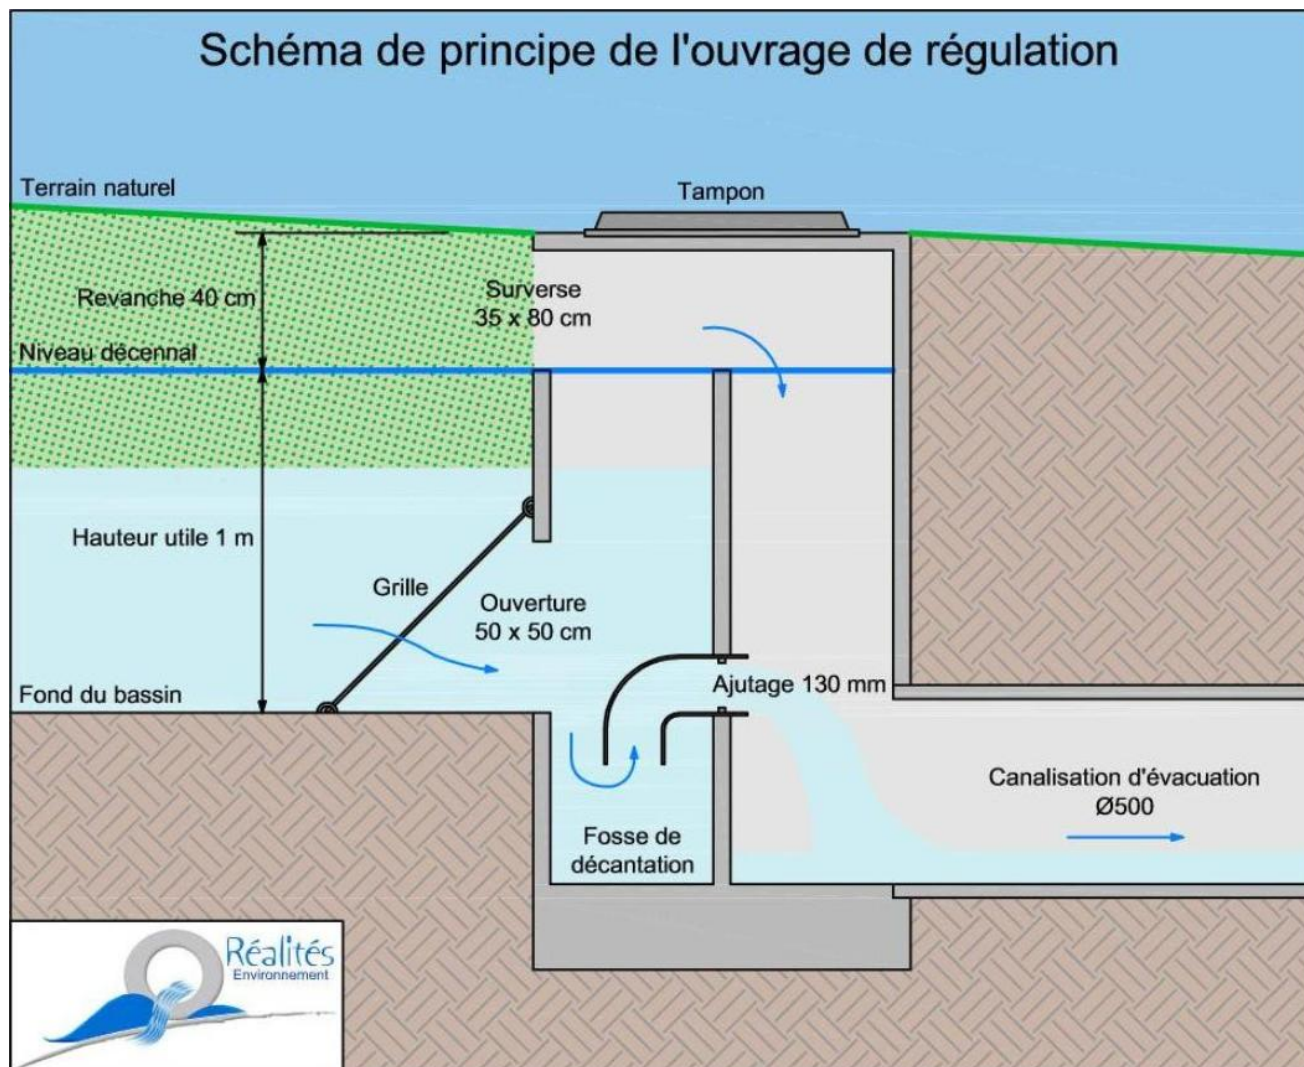 Schéma de principe de l'ouvrage de régulation
Terrain naturel
Tampon
Revanche 40 cm
Surverse
35 x 80 cm
Niveau décennal
Hauteur utile 1 m
Grille
Ouverture
50 x 50 cm
Fond du bassin
Ajutage 130 mm
Canalisation d'évacuation
Ø500
Fosse de
décantation
Réalités
Environnement